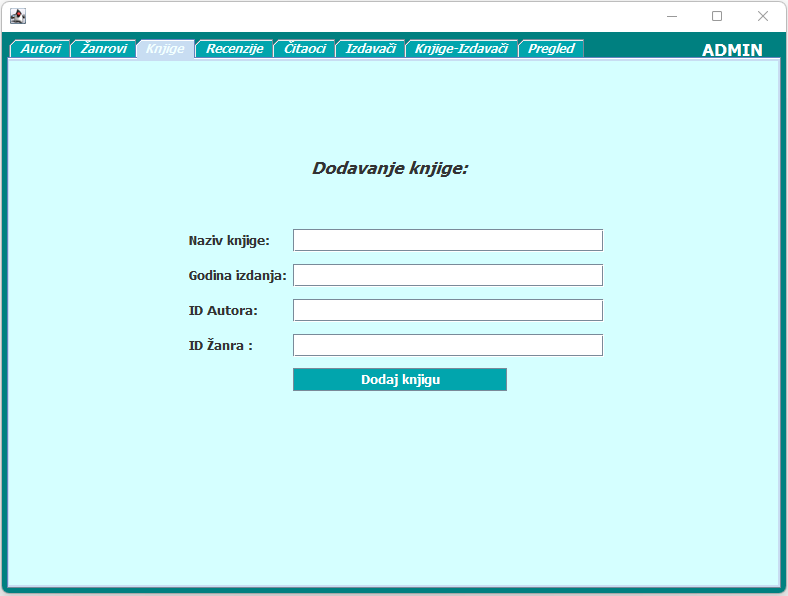 Autori Žanrovi Knjige Recenzije Čitaoci Izdavači Knjige-Izdavači Pregled ADMIN
Dodavanje knjige:
Naziv knjige:
Godina izdanja:
ID Autora:
ID Žanra :
Dodaj knjigu